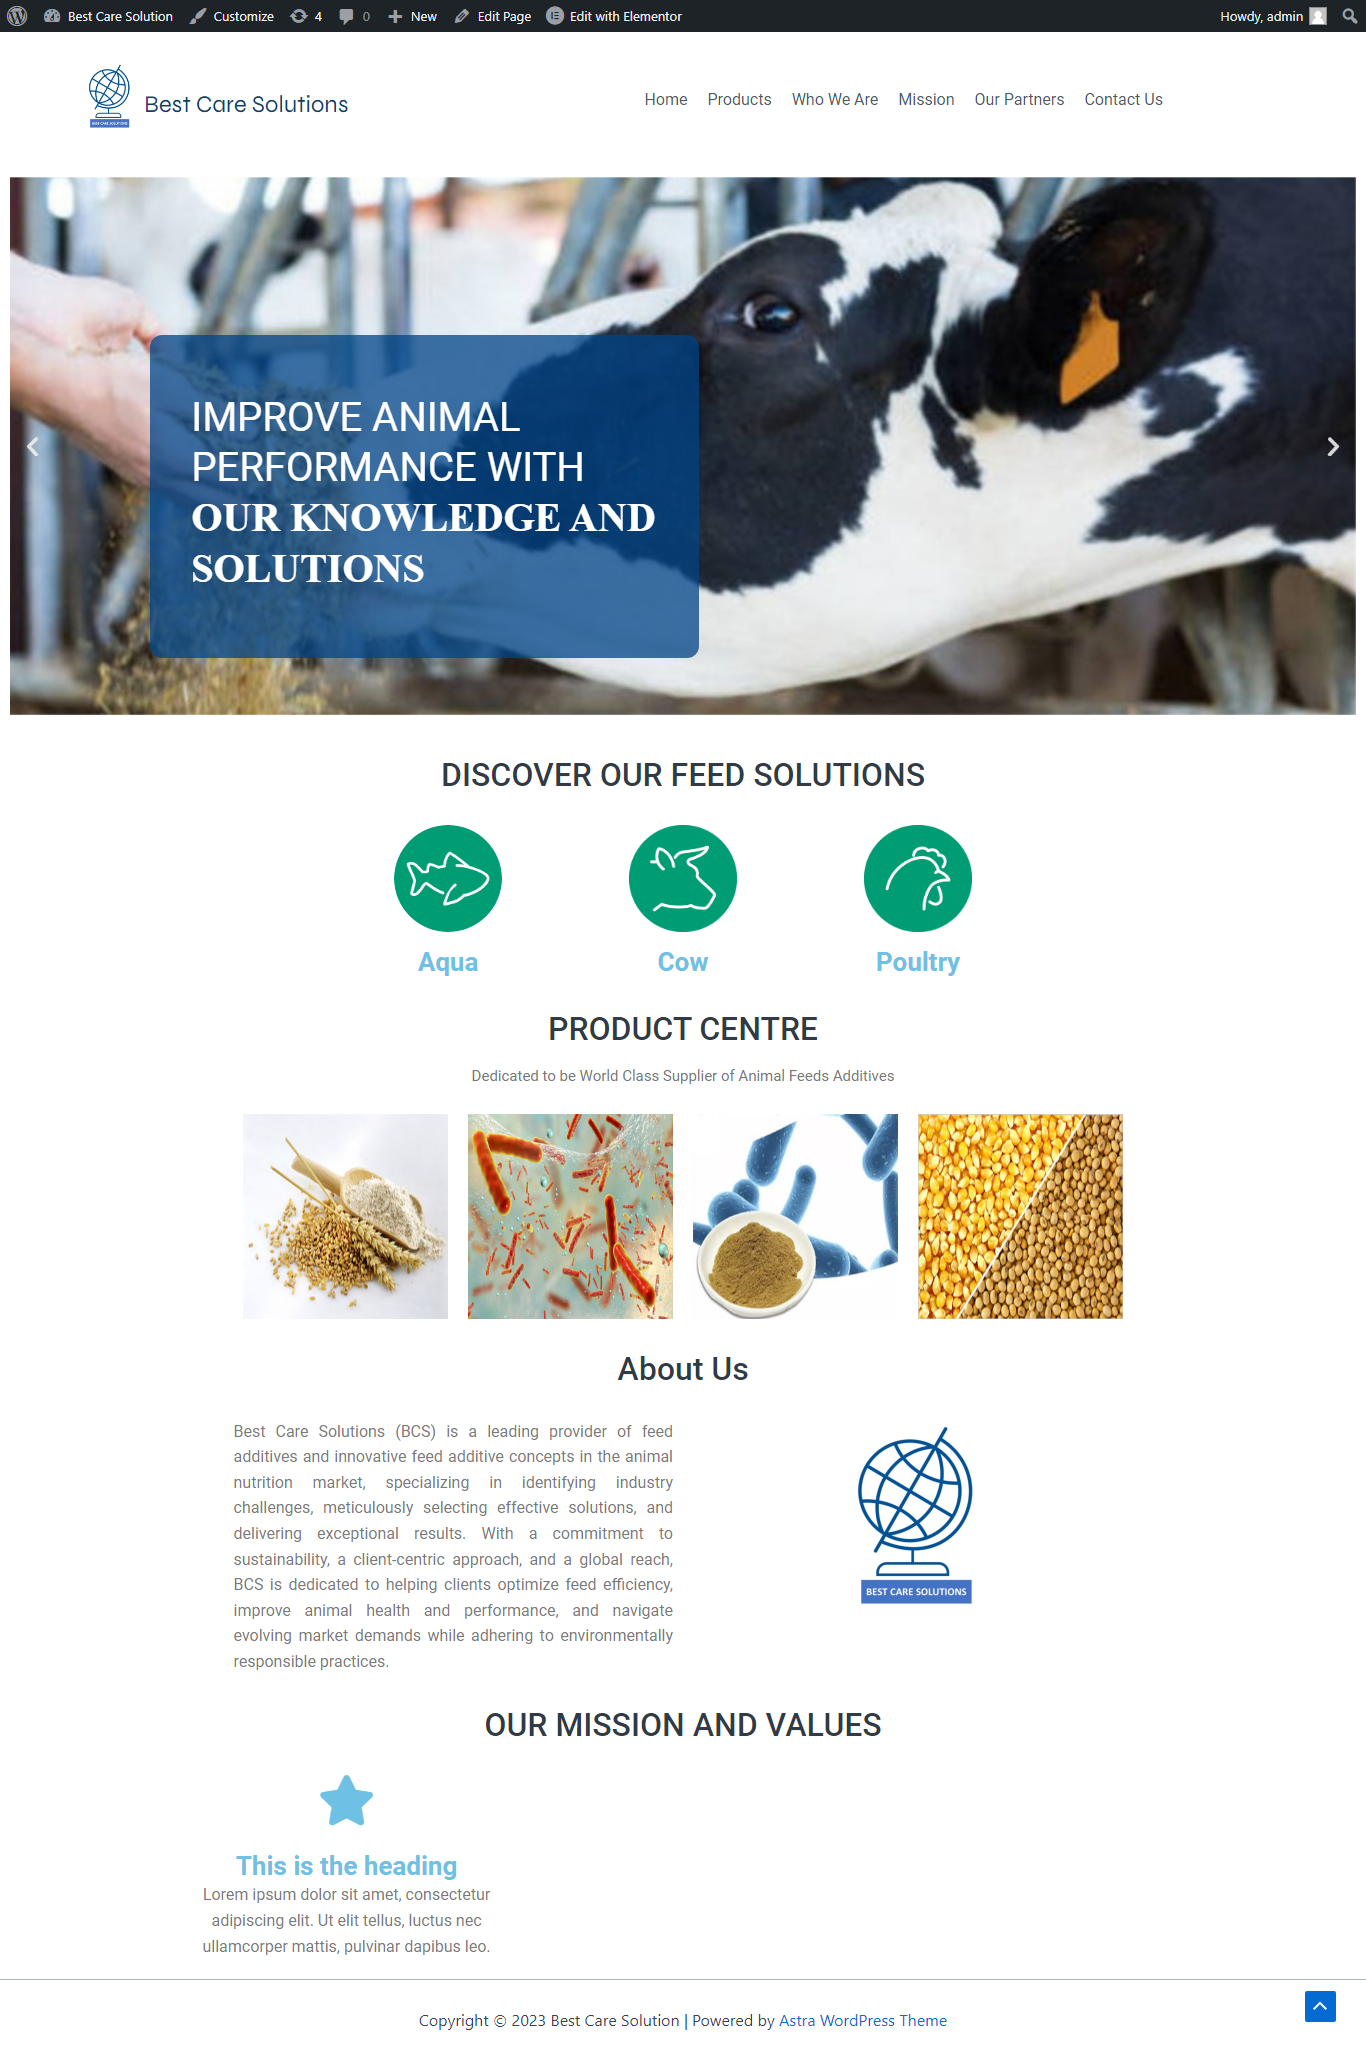 Best Care Solution Customize 4 0 New Edit Page Edit with Elementor Howdy, admin
BEST CARE SOLUTIONS
Best Care Solutions
Home Products Who We Are Mission Our Partners Contact Us
IMPROVE ANIMAL
PERFORMANCE WITH
OUR KNOWLEDGE AND
SOLUTIONS
DISCOVER OUR FEED SOLUTIONS
Aqua Cow Poultry
PRODUCT CENTRE
Dedicated to be World Class Supplier of Animal Feeds Additives
About Us
Best Care Solutions (BCS) is a leading provider of feed
additives and innovative feed additive concepts in the animal
nutrition market, specializing in identifying industry
challenges, meticulously selecting effective solutions, and
delivering exceptional results. With a commitment to
sustainability, a client-centric approach, and a global reach,
BCS is dedicated to helping clients optimize feed efficiency,
improve animal health and performance, and navigate
evolving market demands while adhering to environmentally
responsible practices.
BEST CARE SOLUTIONS
OUR MISSION AND VALUES
This is the heading
Lorem ipsum dolor sit amet, consectetur
adipiscing elit. Ut elit tellus, luctus nec
ullamcorper mattis, pulvinar dapibus leo.
Copyright © 2023 Best Care Solution | Powered by Astra WordPress Theme